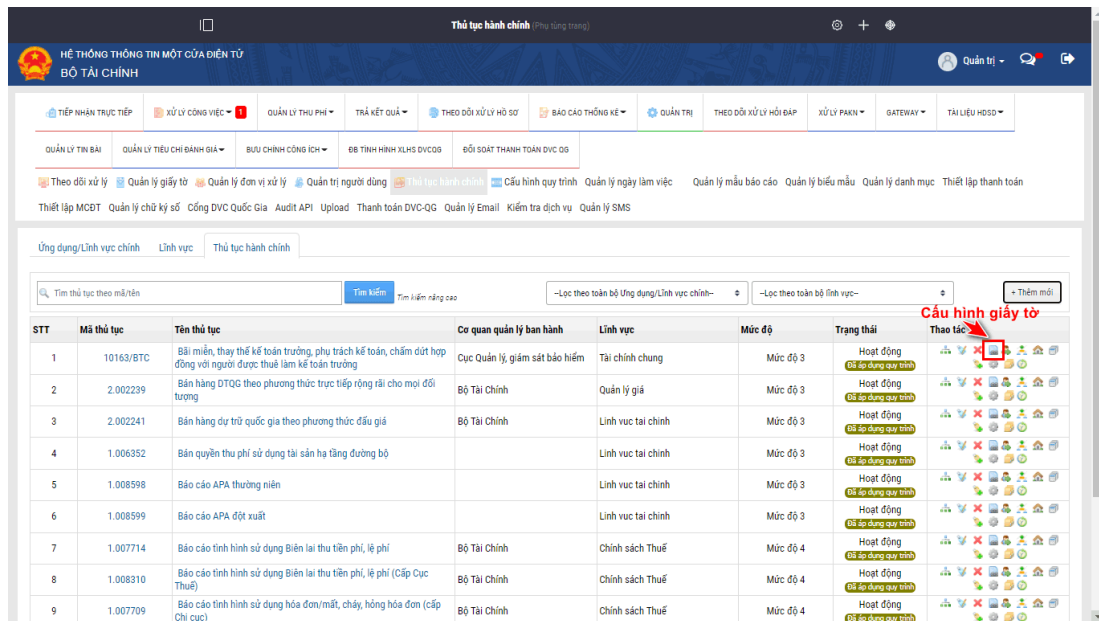 Thủ tục hành chính (Phụ tùng trang)
HỆ THỐNG THÔNG TIN MỘT CỬA ĐIỆN TỬ
BỘ TÀI CHÍNH
Quản trị
TIẾP NHẬN TRỰC TIẾP XỬ LÝ CÔNG VIỆC 1 QUẢN LÝ THU PHÍ TRẢ KẾT QUẢ THEO DÕI XỬ LÝ HỒ SƠ BÁO CÁO THỐNG KÊ QUẢN TRỊ THEO DÕI XỬ LÝ HỎI ĐÁP XỬ LÝ PAKN GATEWAY TÀI LIỆU HDSD
QUẢN LÝ TIN BÀI QUẢN LÝ TIÊU CHÍ ĐÁNH GIÁ BƯU CHÍNH CÔNG ÍCH ĐB TÌNH HÌNH XLHS DVCQG ĐỐI SOÁT THANH TOÁN DVC QG
Theo dõi xử lý Quản lý giấy tờ Quản lý đơn vị xử lý Quản trị người dùng Thủ tục hành chính Cấu hình quy trình Quản lý ngày làm việc Quản lý mẫu báo cáo Quản lý biểu mẫu Quản lý danh mục Thiết lập thanh toán
Thiết lập MCĐT Quản lý chữ ký số Cổng DVC Quốc Gia Audit API Upload Thanh toán DVC-QG Quản lý Email Kiểm tra dịch vụ Quản lý SMS
Ứng dụng/Lĩnh vực chính Lĩnh vực Thủ tục hành chính
Tìm thủ tục theo mã/tên Tìm kiếm Tìm kiếm nâng cao --Lọc theo toàn bộ Ứng dụng/Lĩnh vực chính-- --Lọc theo toàn bộ lĩnh vực-- + Thêm mới
Cấu hình giấy tờ
STT Mã thủ tục Tên thủ tục Cơ quan quản lý ban hành Lĩnh vực Mức độ Trạng thái Thao tác
1 10163/BTC Bãi miễn, thay thế kế toán trưởng, phụ trách kế toán, chấm dứt hợp đồng với người được thuê làm kế toán trưởng Cục Quản lý, giám sát bảo hiểm Tài chính chung Mức độ 3 Hoạt động Đã áp dụng quy trình
2 2.002239 Bán hàng DTQG theo phương thức trực tiếp rộng rãi cho mọi đối tượng Bộ Tài Chính Quản lý giá Mức độ 3 Hoạt động Đã áp dụng quy trình
3 2.002241 Bán hàng dự trữ quốc gia theo phương thức đấu giá Bộ Tài Chính Linh vuc tai chinh Mức độ 3 Hoạt động Đã áp dụng quy trình
4 1.006352 Bán quyền thu phí sử dụng tài sản hạ tầng đường bộ Linh vuc tai chinh Mức độ 3 Hoạt động Đã áp dụng quy trình
5 1.008598 Báo cáo APA thường niên Linh vuc tai chinh Mức độ 3 Hoạt động Đã áp dụng quy trình
6 1.008599 Báo cáo APA đột xuất Linh vuc tai chinh Mức độ 3 Hoạt động Đã áp dụng quy trình
7 1.007714 Báo cáo tình hình sử dụng Biên lai thu tiền phí, lệ phí Bộ Tài Chính Chính sách Thuế Mức độ 4 Hoạt động Đã áp dụng quy trình
8 1.008310 Báo cáo tình hình sử dụng Biên lai thu tiền phí, lệ phí (Cấp Cục Thuế) Bộ Tài Chính Chính sách Thuế Mức độ 4 Hoạt động Đã áp dụng quy trình
9 1.007709 Báo cáo tình hình sử dụng hóa đơn/mất, cháy, hỏng hóa đơn (cấp Chi cục) Bộ Tài Chính Chính sách Thuế Mức độ 4 Hoạt động Đã áp dụng quy trình